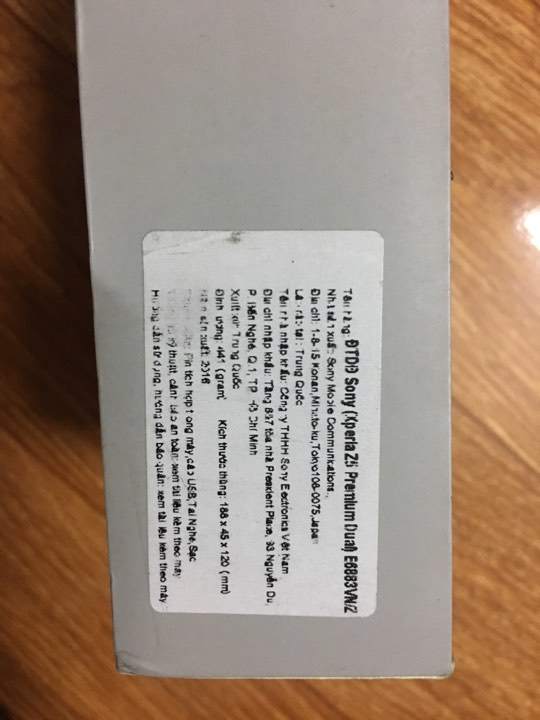 Tên hàng: ĐTDĐ Sony (Xperia Z5 Premium Dual) E6883VN/2
Nhà sản xuất: Sony Mobile Communications.,
Địa chỉ: 1-8-15 Konan,Minato-ku,Tokyo108-0075,Japan
Lắp ráp tại: Trung Quốc
Tên nhà nhập khẩu: Công ty TNHH Sony Electronics Việt Nam
Địa chỉ nhập khẩu: Tầng 6&7 tòa nhà President Place, 93 Nguyễn Du,
P. Bến Nghé, Q.1, TP. Hồ Chí Minh
Xuất xứ: Trung Quốc
Định lượng: 441 (gram) Kích thước thùng: 188 x 45 x 120 (mm)
Năm sản xuất: 2016
Pin tích hợp trong máy,cáp USB,Tai Nghe,Sạc
kỹ thuật, cảnh báo an toàn: xem tài liệu kèm theo máy
Hướng dẫn sử dụng, hướng dẫn bảo quản: xem tài liệu kèm theo máy